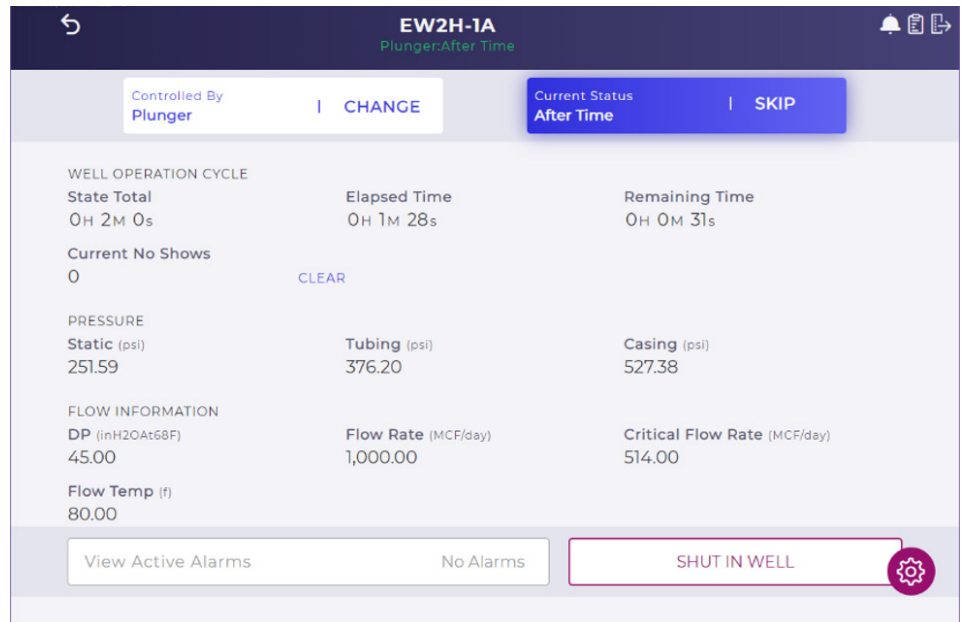 EW2H-1A
Plunger:After Time
Controlled By
Plunger | CHANGE
Current Status
After Time | SKIP
WELL OPERATION CYCLE
State Total Elapsed Time Remaining Time
0H 2M 0s 0H 1M 28s 0H 0M 31s
Current No Shows
0 CLEAR
PRESSURE
Static (psi) Tubing (psi) Casing (psi)
251.59 376.20 527.38
FLOW INFORMATION
DP (inH2OAt68F) Flow Rate (MCF/day) Critical Flow Rate (MCF/day)
45.00 1,000.00 514.00
Flow Temp (f)
80.00
View Active Alarms No Alarms SHUT IN WELL